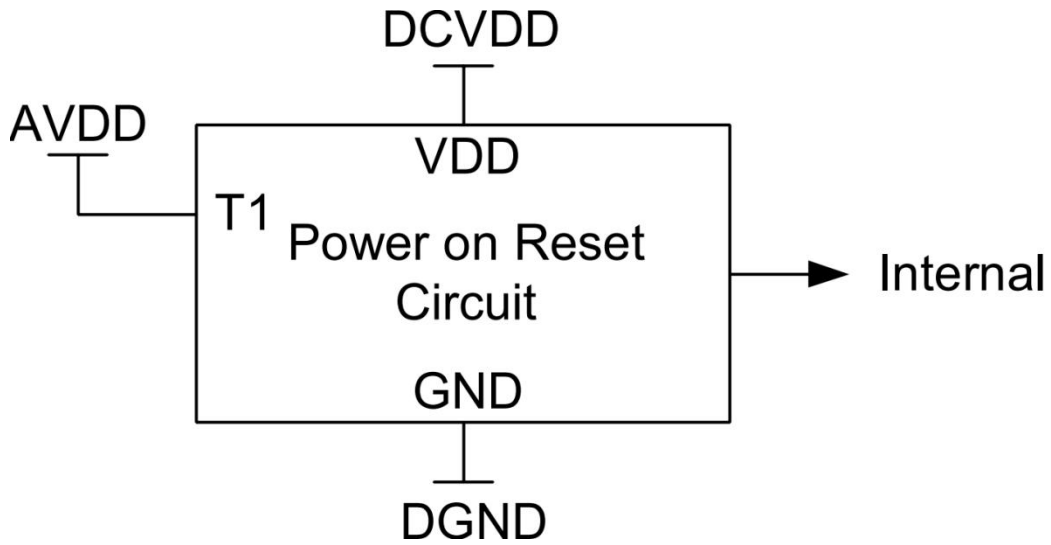 DCVDD
AVDD
VDD
T1
Power on Reset
Circuit
Internal
GND
DGND